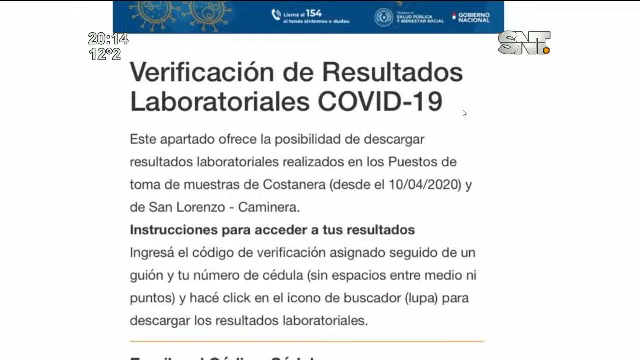 Llamá al 154
si tenés síntomas o dudas.
SALUD PÚBLICA
Y BIENESTAR SOCIAL
GOBIERNO
NACIONAL
20:14
12°2
SNT
Verificación de Resultados
Laboratoriales COVID-19
Este apartado ofrece la posibilidad de descargar
resultados laboratoriales realizados en los Puestos de
toma de muestras de Costanera (desde el 10/04/2020) y
de San Lorenzo - Caminera.
Instrucciones para acceder a tus resultados
Ingresá el código de verificación asignado seguido de un
guión y tu número de cédula (sin espacios entre medio ni
puntos) y hacé click en el icono de buscador (lupa) para
descargar los resultados laboratoriales.